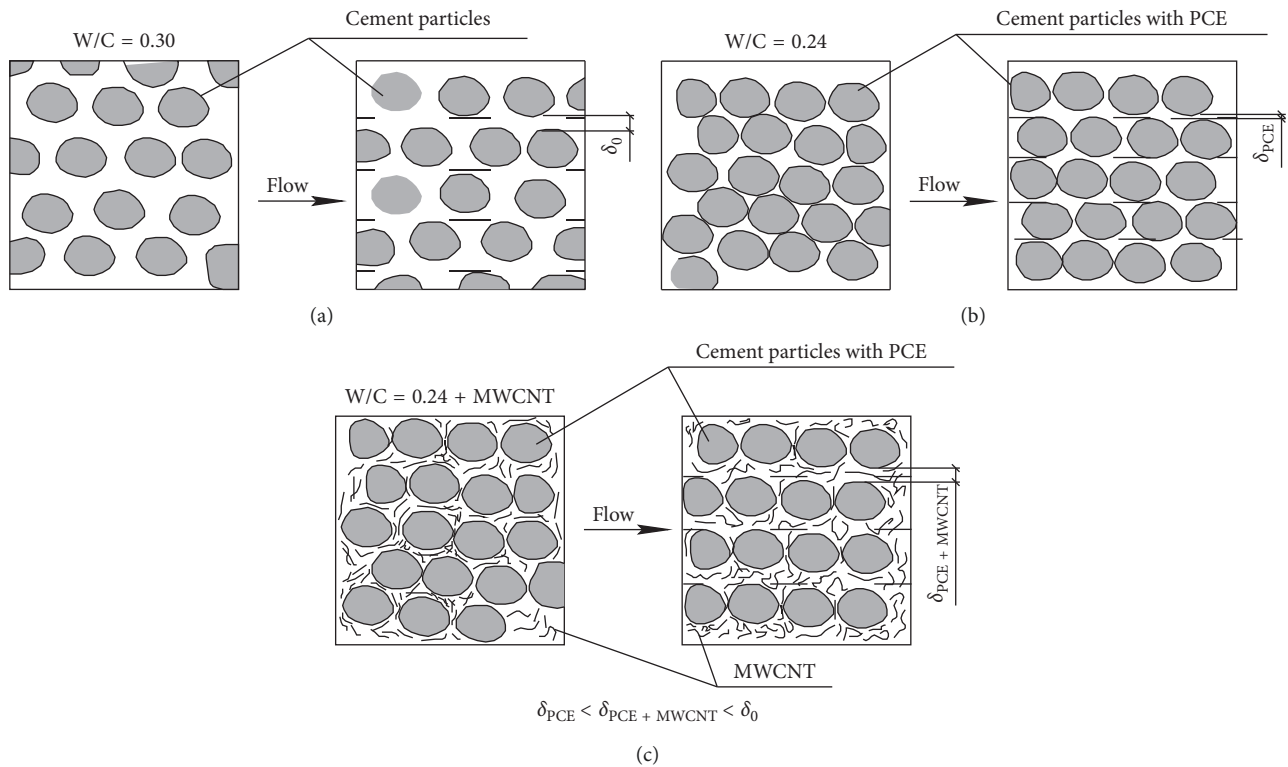 Cement particles
W/C = 0.30
Flow
δ0
(a)
Cement particles with PCE
W/C = 0.24
Flow
δPCE
(b)
Cement particles with PCE
W/C = 0.24 + MWCNT
Flow
δPCE + MWCNT
MWCNT
δPCE < δPCE + MWCNT < δ0
(c)